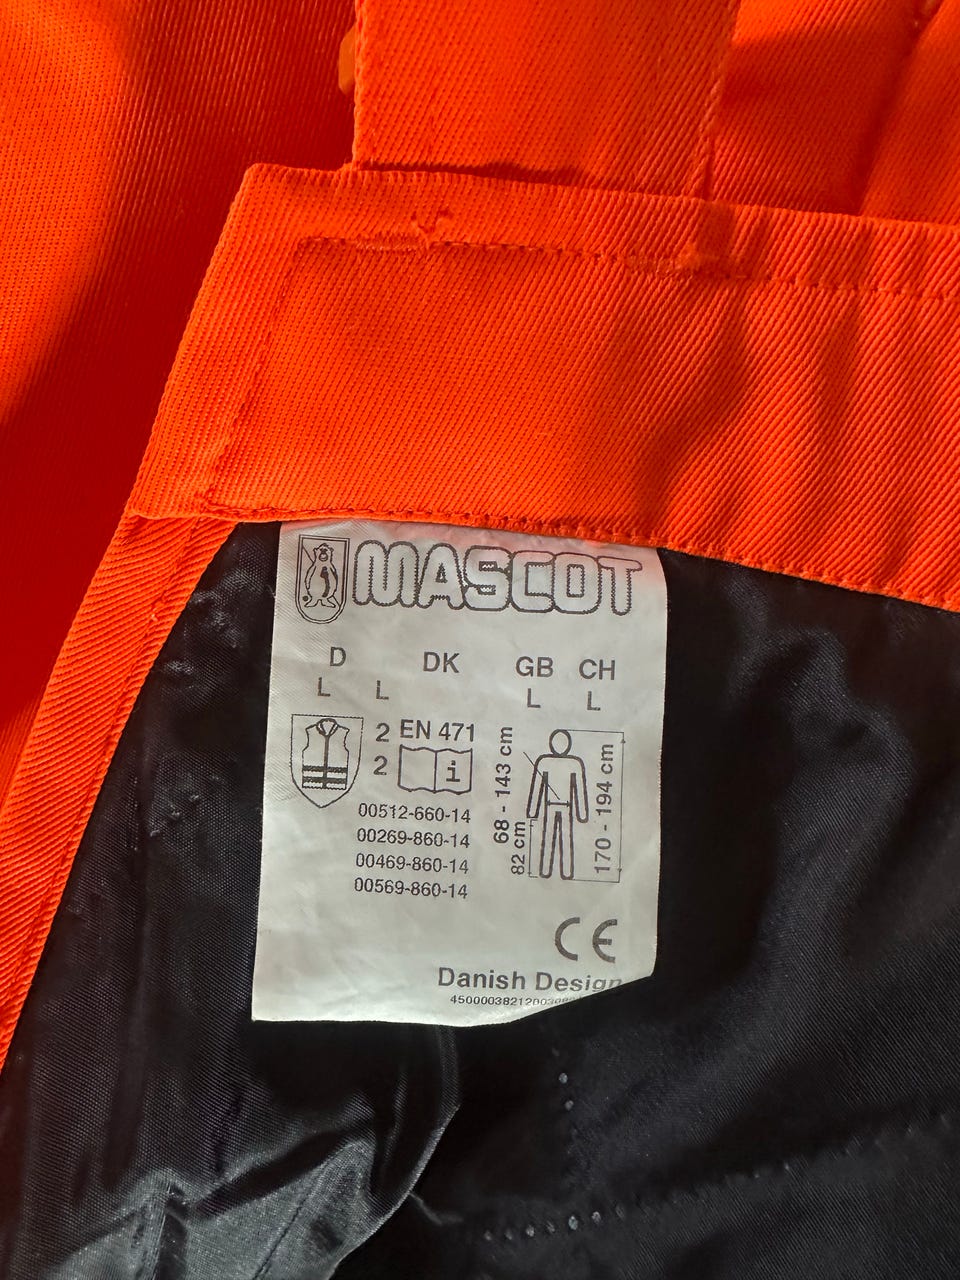 MASCOT
D DK GB CH
L L L L
2 EN 471
2 i
00512-660-14
00269-860-14
00469-860-14
00569-860-14
68 - 143 cm
82 cm
170 - 194 cm
CE
Danish Design